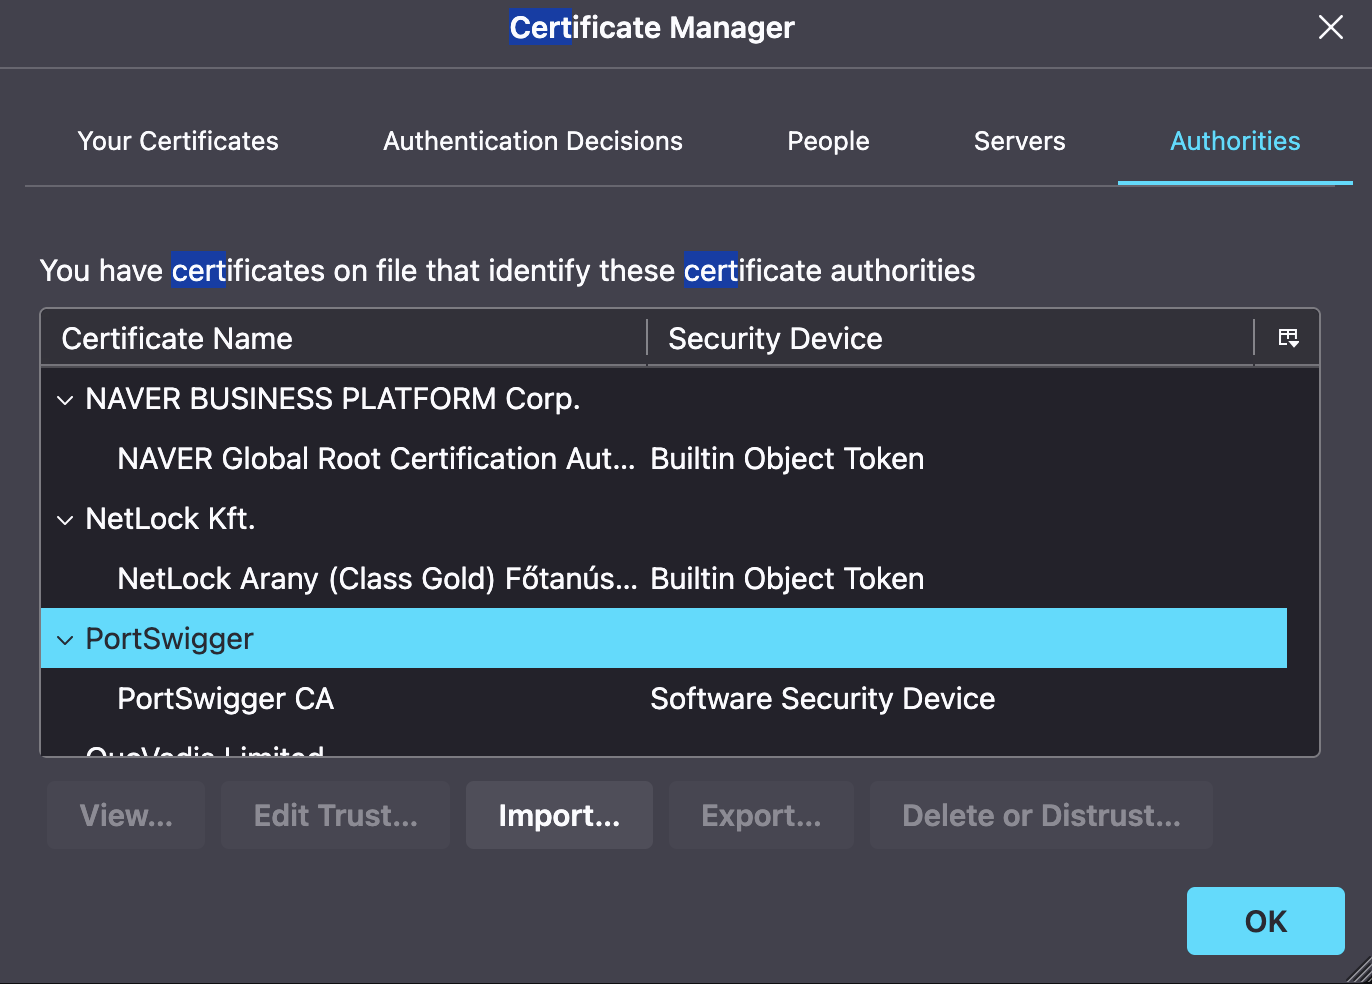 Certificate Manager
Your Certificates
Authentication Decisions
People
Servers
Authorities
You have certificates on file that identify these certificate authorities
Certificate Name
Security Device
NAVER BUSINESS PLATFORM Corp.
NAVER Global Root Certification Aut... Builtin Object Token
NetLock Kft.
NetLock Arany (Class Gold) Főtanús... Builtin Object Token
PortSwigger
PortSwigger CA Software Security Device
QuoVadis Limited
View...
Edit Trust...
Import...
Export...
Delete or Distrust...
OK